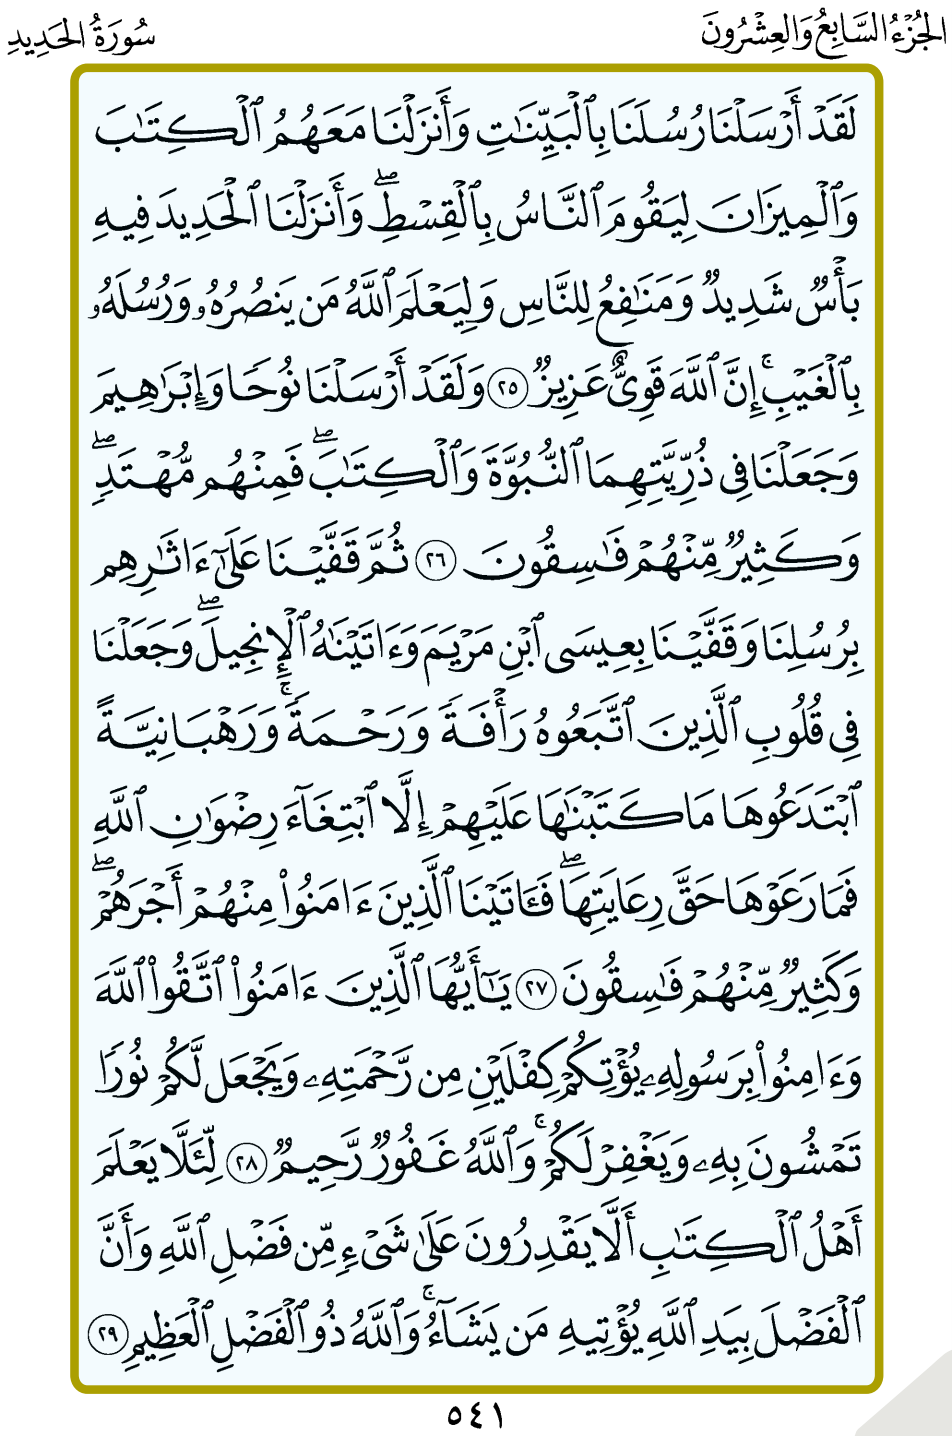 الجُزْءُ السَّابِعُ وَالعِشْرُونَ
سُورَةُ الحَدِيدِ
لَقَدْ أَرْسَلْنَا رُسُلَنَا بِٱلْبَيِّنَٰتِ وَأَنزَلْنَا مَعَهُمُ ٱلْكِتَٰبَ
وَٱلْمِيزَانَ لِيَقُومَ ٱلنَّاسُ بِٱلْقِسْطِۖ وَأَنزَلْنَا ٱلْحَدِيدَ فِيهِ
بَأْسٌ شَدِيدٌ وَمَنَٰفِعُ لِلنَّاسِ وَلِيَعْلَمَ ٱللَّهُ مَن يَنصُرُهُۥ وَرُسُلَهُۥ
بِٱلْغَيْبِۚ إِنَّ ٱللَّهَ قَوِيٌّ عَزِيزٌ ٢٥ وَلَقَدْ أَرْسَلْنَا نُوحًا وَإِبْرَٰهِيمَ
وَجَعَلْنَا فِي ذُرِّيَّتِهِمَا ٱلنُّبُوَّةَ وَٱلْكِتَٰبَۖ فَمِنْهُم مُّهْتَدٍۖ
وَكَثِيرٌ مِّنْهُمْ فَٰسِقُونَ ٢٦ ثُمَّ قَفَّيْنَا عَلَىٰٓ ءَاثَٰرِهِم
بِرُسُلِنَا وَقَفَّيْنَا بِعِيسَى ٱبْنِ مَرْيَمَ وَءَاتَيْنَٰهُ ٱلْإِنجِيلَۖ وَجَعَلْنَا
فِي قُلُوبِ ٱلَّذِينَ ٱتَّبَعُوهُ رَأْفَةً وَرَحْمَةًۚ وَرَهْبَانِيَّةً
ٱبْتَدَعُوهَا مَا كَتَبْنَٰهَا عَلَيْهِمْ إِلَّا ٱبْتِغَآءَ رِضْوَٰنِ ٱللَّهِ
فَمَا رَعَوْهَا حَقَّ رِعَايَتِهَاۖ فَـَٔاتَيْنَا ٱلَّذِينَ ءَامَنُوا۟ مِنْهُمْ أَجْرَهُمْۖ
وَكَثِيرٌ مِّنْهُمْ فَٰسِقُونَ ٢٧ يَٰٓأَيُّهَا ٱلَّذِينَ ءَامَنُوا۟ ٱتَّقُوا۟ ٱللَّهَ
وَءَامِنُوا۟ بِرَسُولِهِۦ يُؤْتِكُمْ كِفْلَيْنِ مِن رَّحْمَتِهِۦ وَيَجْعَل لَّكُمْ نُورًا
تَمْشُونَ بِهِۦ وَيَغْفِرْ لَكُمْۚ وَٱللَّهُ غَفُورٌ رَّحِيمٌ ٢٨ لِّئَلَّا يَعْلَمَ
أَهْلُ ٱلْكِتَٰبِ أَلَّا يَقْدِرُونَ عَلَىٰ شَيْءٍ مِّن فَضْلِ ٱللَّهِ وَأَنَّ
ٱلْفَضْلَ بِيَدِ ٱللَّهِ يُؤْتِيهِ مَن يَشَآءُۚ وَٱللَّهُ ذُو ٱلْفَضْلِ ٱلْعَظِيمِ ٢٩
٥٤١